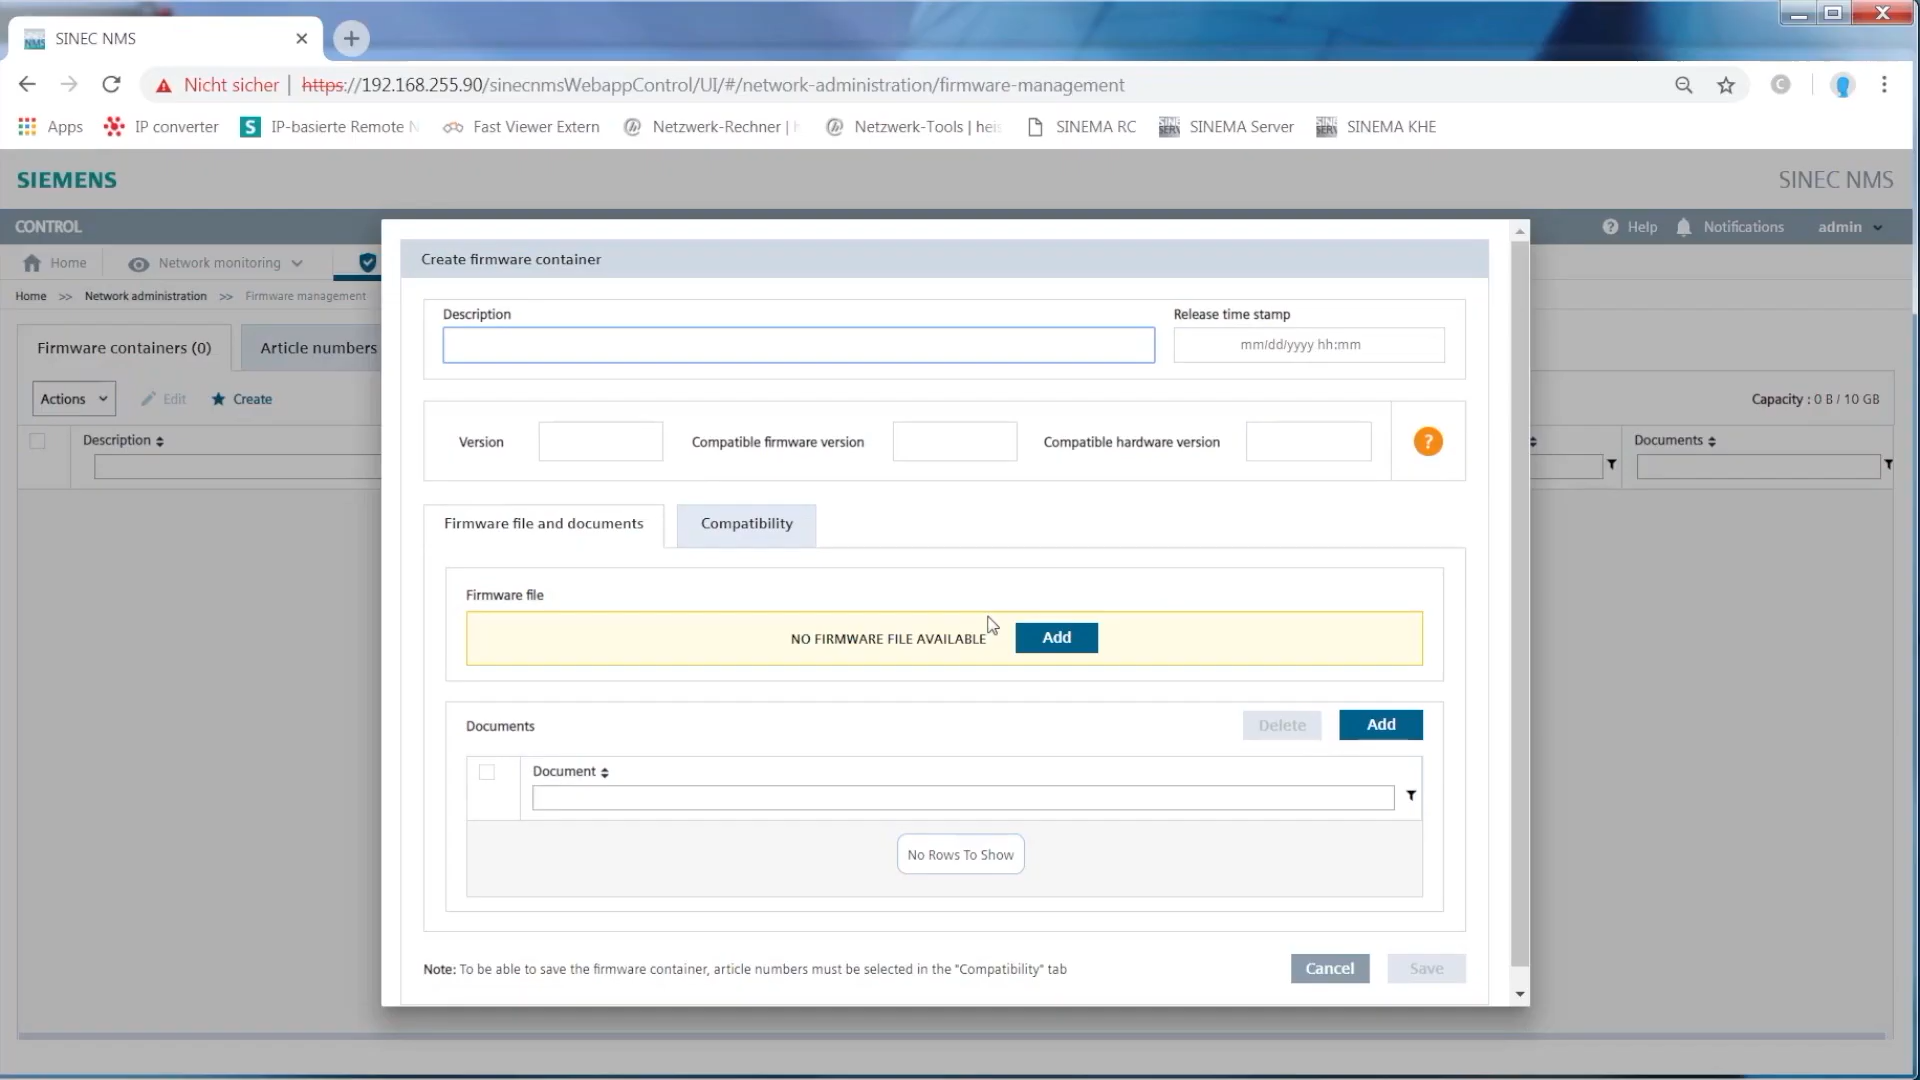 SINEC NMS
Nicht sicher | https://192.168.255.90/sinecnmsWebappControl/UI/#/network-administration/firmware-management
Apps IP converter IP-basierte Remote Fast Viewer Extern Netzwerk-Rechner | Netzwerk-Tools | heis SINEMA RC SINEMA Server SINEMA KHE
SIEMENS SINEC NMS
CONTROL Help Notifications admin
Home Network monitoring
Home >> Network administration >> Firmware management
Firmware containers (0) Article numbers
Actions Edit Create Capacity : 0 B / 10 GB
Description Documents
Create firmware container
Description Release time stamp
mm/dd/yyyy hh:mm
Version Compatible firmware version Compatible hardware version ?
Firmware file and documents Compatibility
Firmware file
NO FIRMWARE FILE AVAILABLE Add
Documents Delete Add
Document
No Rows To Show
Note: To be able to save the firmware container, article numbers must be selected in the "Compatibility" tab
Cancel Save